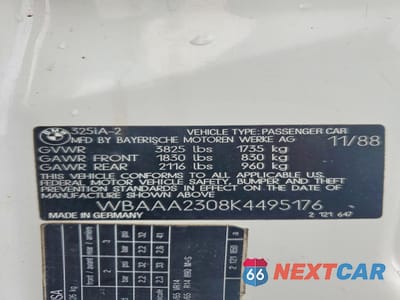 BMW
325iA-2 VEHICLE TYPE: PASSENGER CAR
MFD BY BAYERISCHE MOTOREN WERKE AG 11/88
GVWR 3825 lbs 1735 kg
GAWR FRONT 1830 lbs 830 kg
GAWR REAR 2116 lbs 960 kg
THIS VEHICLE CONFORMS TO ALL APPLICABLE U.S.
FEDERAL MOTOR VEHICLE SAFETY, BUMPER AND THEFT
PREVENTION STANDARDS IN EFFECT ON THE DATE OF
MANUFACTURE SHOWN ABOVE.
WBAAA2308K4495176
2 121 647
66 NEXTCAR